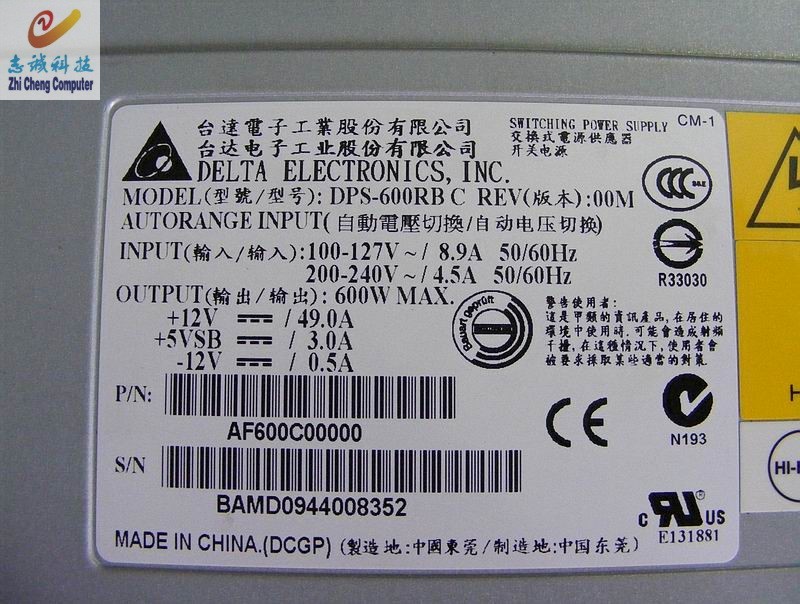 志誠科技
Zhi Cheng Computer
台達電子工業股份有限公司
台达电子工业股份有限公司
DELTA ELECTRONICS, INC.
SWITCHING POWER SUPPLY CM-1
交換式電源供應器
开关电源
MODEL(型號/型号): DPS-600RB C REV(版本):00M
AUTORANGE INPUT(自動電壓切換/自动电压切换)
INPUT(輸入/输入):100-127V ~/ 8.9A 50/60Hz
200-240V ~/ 4.5A 50/60Hz
OUTPUT(輸出/输出): 600W MAX.
+12V / 49.0A
+5VSB / 3.0A
-12V / 0.5A
CCC S&E
R33030
Bauart geprüft
警告使用者:
這是甲類的資訊產品,在居住的
環境中使用時,可能會造成射頻
干擾,在這種情況下,使用者會
被要求採取某些適當的對策
P/N:
AF600C00000
S/N
BAMD0944008352
CE
N193
c RU ® US
E131881
MADE IN CHINA.(DCGP) (製造地:中國東莞/制造地:中国东莞)